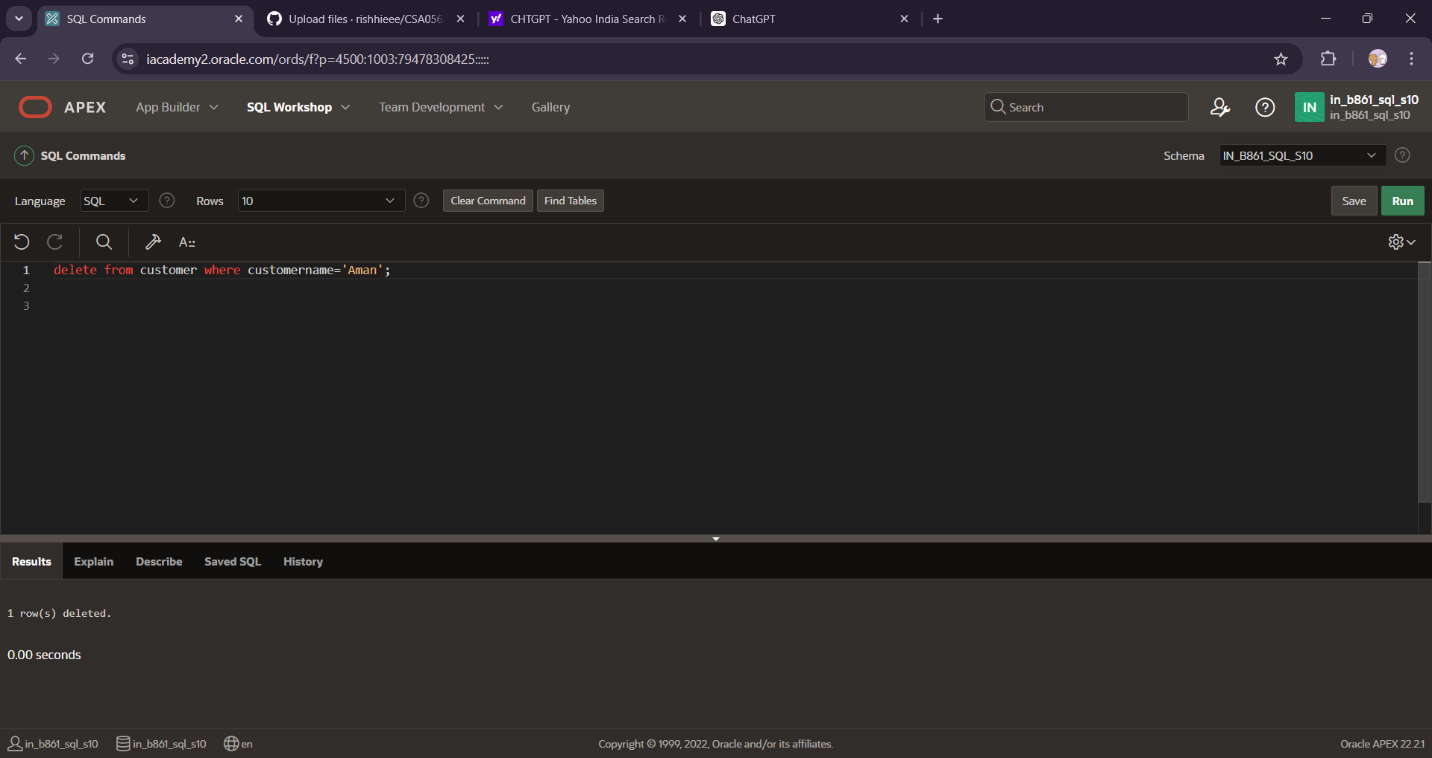 SQL Commands
Upload files · rishhieee/CSA056
CHTGPT - Yahoo India Search R
ChatGPT
iacademy2.oracle.com/ords/f?p=4500:1003:79478308425:::::
APEX
App Builder
SQL Workshop
Team Development
Gallery
Search
IN
in_b861_sql_s10
in_b861_sql_s10
SQL Commands
Schema
IN_B861_SQL_S10
Language
SQL
Rows
10
Clear Command
Find Tables
Save
Run
A::
1 delete from customer where customername='Aman';
2
3
Results
Explain
Describe
Saved SQL
History
1 row(s) deleted.
0.00 seconds
in_b861_sql_s10
in_b861_sql_s10
en
Copyright © 1999, 2022, Oracle and/or its affiliates.
Oracle APEX 22.2.1